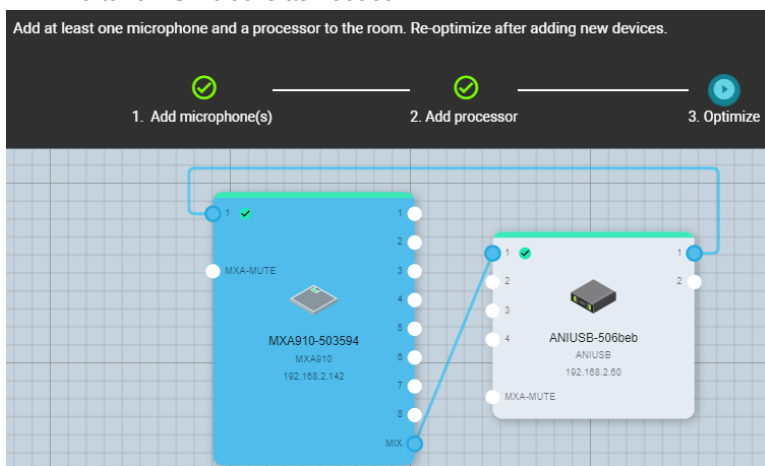 Add at least one microphone and a processor to the room. Re-optimize after adding new devices.
1. Add microphone(s)
2. Add processor
3. Optimize
1
MXA-MUTE
1
2
3
4
5
6
7
8
MIX
MXA910-503594
MXA910
192.168.2.142
1
2
3
4
MXA-MUTE
1
2
ANIUSB-506beb
ANIUSB
192.168.2.60